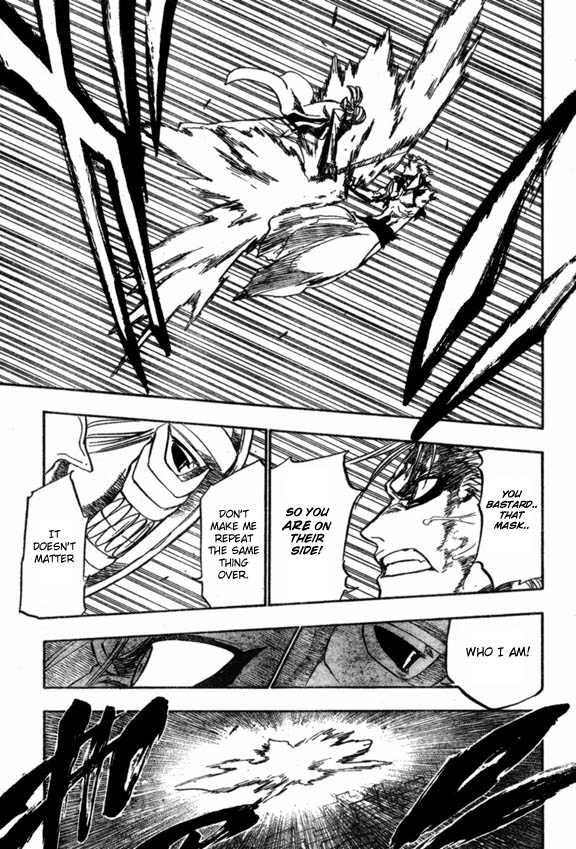 YOU
BASTARD..
THAT
MASK..
SO YOU
ARE ON
THEIR
SIDE!
DON'T
MAKE ME
REPEAT
THE SAME
THING
OVER.
IT
DOESN'T
MATTER
WHO I AM!